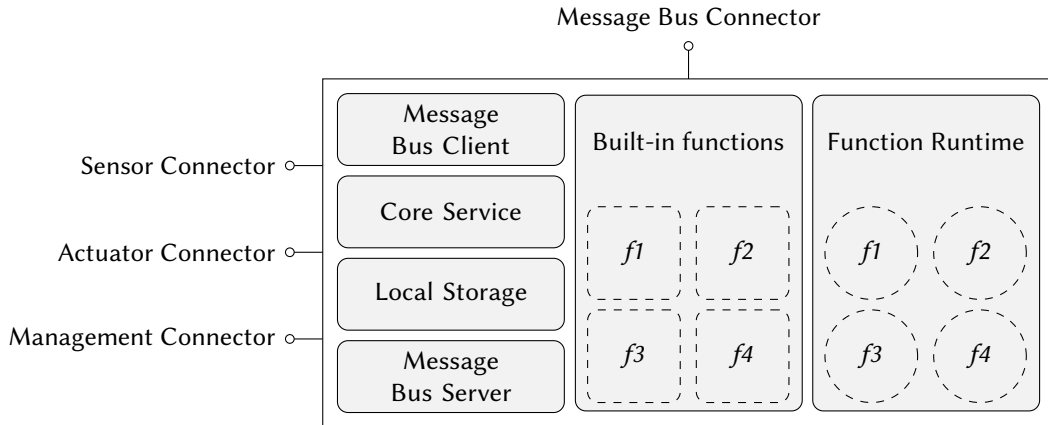 Message Bus Connector
Sensor Connector
Actuator Connector
Management Connector
Message
Bus Client
Core Service
Local Storage
Message
Bus Server
Built-in functions
f1 f2
f3 f4
Function Runtime
f1 f2
f3 f4